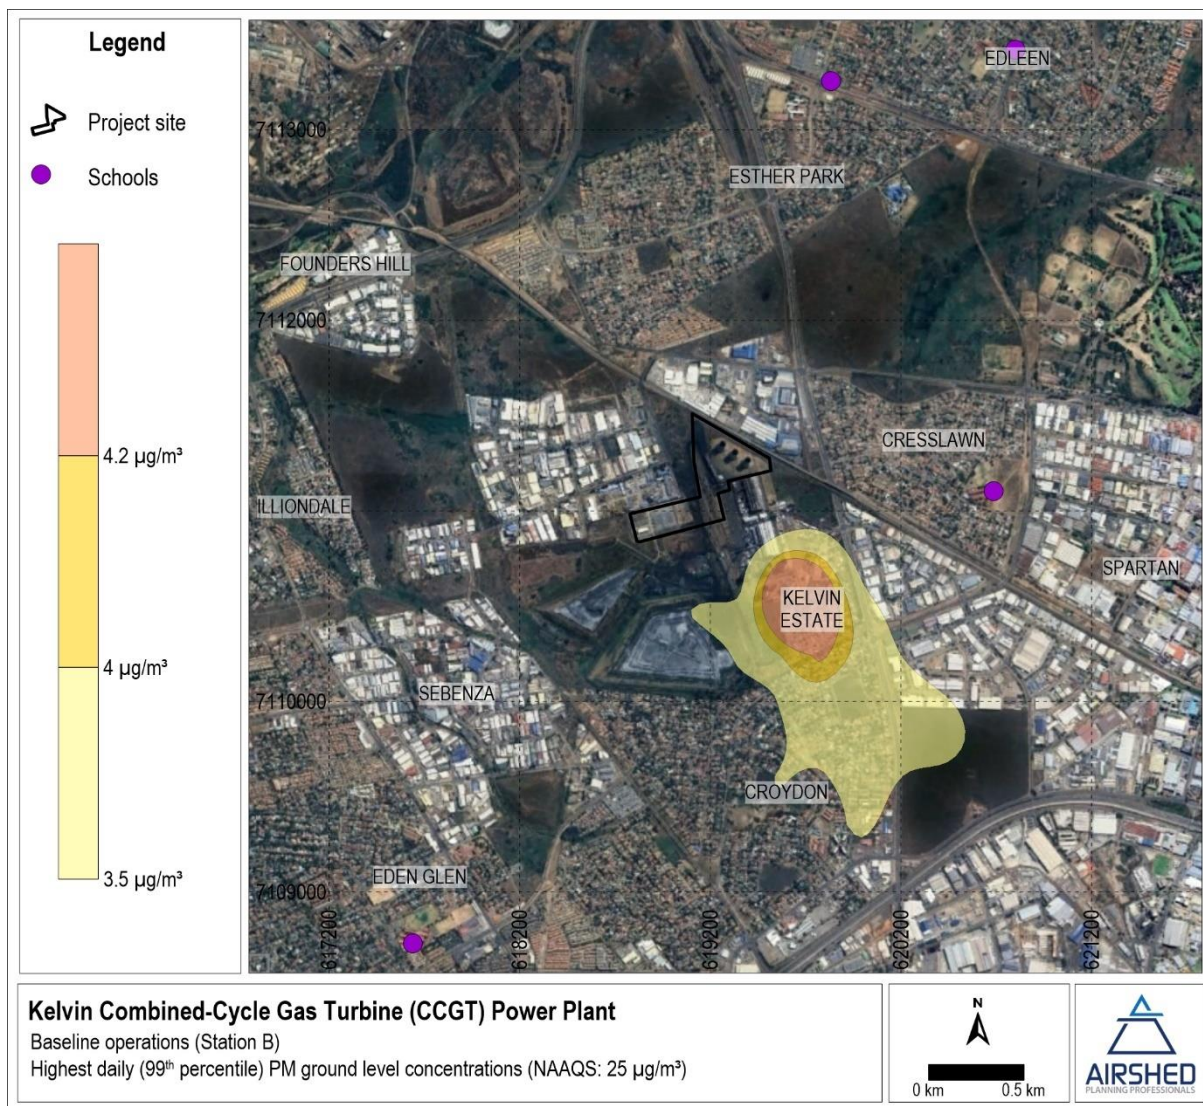 Legend
Project site
Schools
4.2 µg/m³
4 µg/m³
3.5 µg/m³
EDLEEN
7113000
ESTHER PARK
FOUNDERS HILL
7112000
CRESSLAWN
ILLIONDALE
SPARTAN
KELVIN
ESTATE
SEBENZA
7110000
CROYDON
EDEN GLEN
7109000
617200
618200
619200
620200
621200
Kelvin Combined-Cycle Gas Turbine (CCGT) Power Plant
Baseline operations (Station B)
Highest daily (99th percentile) PM ground level concentrations (NAAQS: 25 µg/m³)
N
0 km 0.5 km
AIRSHED
PLANNING PROFESSIONALS